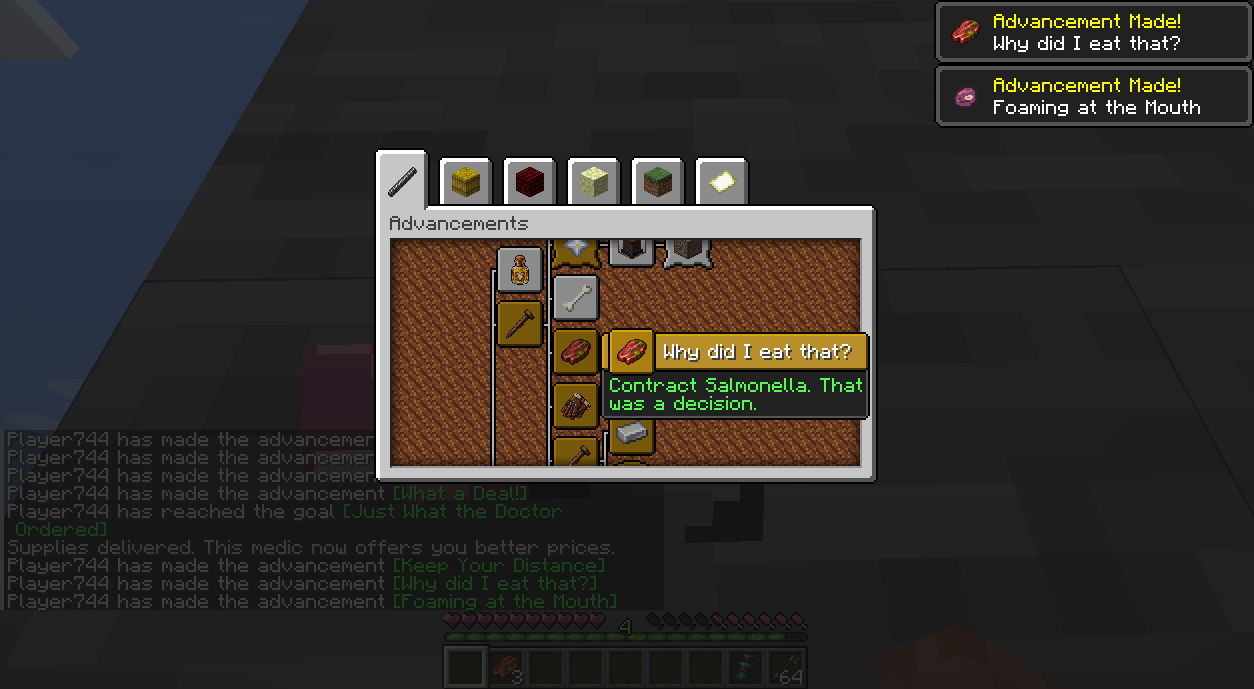 Advancement Made!
Why did I eat that?
Advancement Made!
Foaming at the Mouth
Advancements
Why did I eat that?
Contract Salmonella. That
was a decision.
Player744 has made the advancemen
Player744 has made the advancemen
Player744 has made the advancemen
Player744 has made the advancement [What a Deal!]
Player744 has reached the goal [Just What the Doctor
Ordered]
Supplies delivered. This medic now offers you better prices.
Player744 has made the advancement [Keep Your Distance]
Player744 has made the advancement [Why did I eat that?]
Player744 has made the advancement [Foaming at the Mouth]
4
3
64